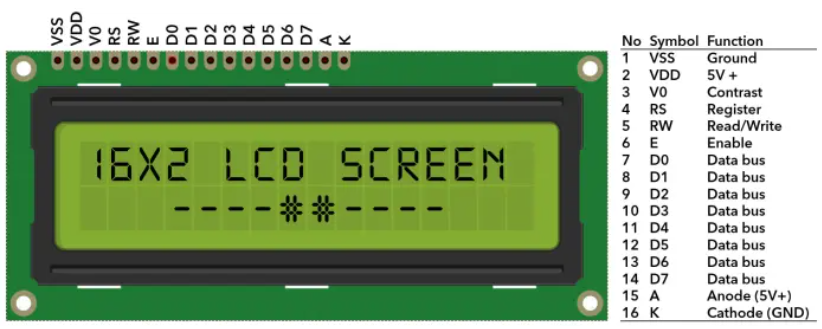 VSS VDD V0 RS RW E D0 D1 D2 D3 D4 D5 D6 D7 A K
16X2 LCD SCREEN
----##----
No Symbol Function
1 VSS Ground
2 VDD 5V +
3 V0 Contrast
4 RS Register
5 RW Read/Write
6 E Enable
7 D0 Data bus
8 D1 Data bus
9 D2 Data bus
10 D3 Data bus
11 D4 Data bus
12 D5 Data bus
13 D6 Data bus
14 D7 Data bus
15 A Anode (5V+)
16 K Cathode (GND)